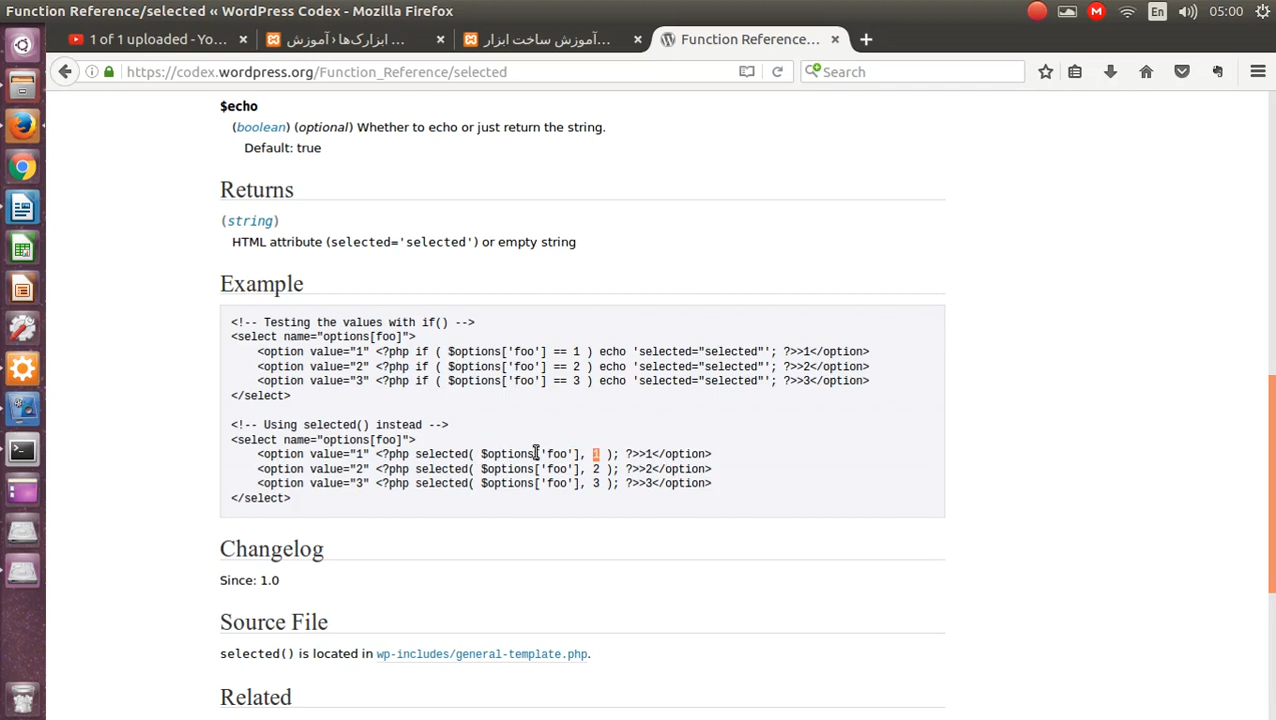 Function Reference/selected « WordPress Codex - Mozilla Firefox
En
05:00
1 of 1 uploaded - Yo...
ابزارک‌ها ‹ آموزش ...
آموزش ساخت ابزار...
Function Reference...
https://codex.wordpress.org/Function_Reference/selected
Search
$echo
(boolean) (optional) Whether to echo or just return the string.
Default: true
Returns
(string)
HTML attribute (selected='selected') or empty string
Example
<!-- Testing the values with if() -->
<select name="options[foo]">
<option value="1" <?php if ( $options['foo'] == 1 ) echo 'selected="selected"'; ?>>1</option>
<option value="2" <?php if ( $options['foo'] == 2 ) echo 'selected="selected"'; ?>>2</option>
<option value="3" <?php if ( $options['foo'] == 3 ) echo 'selected="selected"'; ?>>3</option>
</select>
<!-- Using selected() instead -->
<select name="options[foo]">
<option value="1" <?php selected( $options['foo'], 1 ); ?>>1</option>
<option value="2" <?php selected( $options['foo'], 2 ); ?>>2</option>
<option value="3" <?php selected( $options['foo'], 3 ); ?>>3</option>
</select>
Changelog
Since: 1.0
Source File
selected() is located in wp-includes/general-template.php.
Related